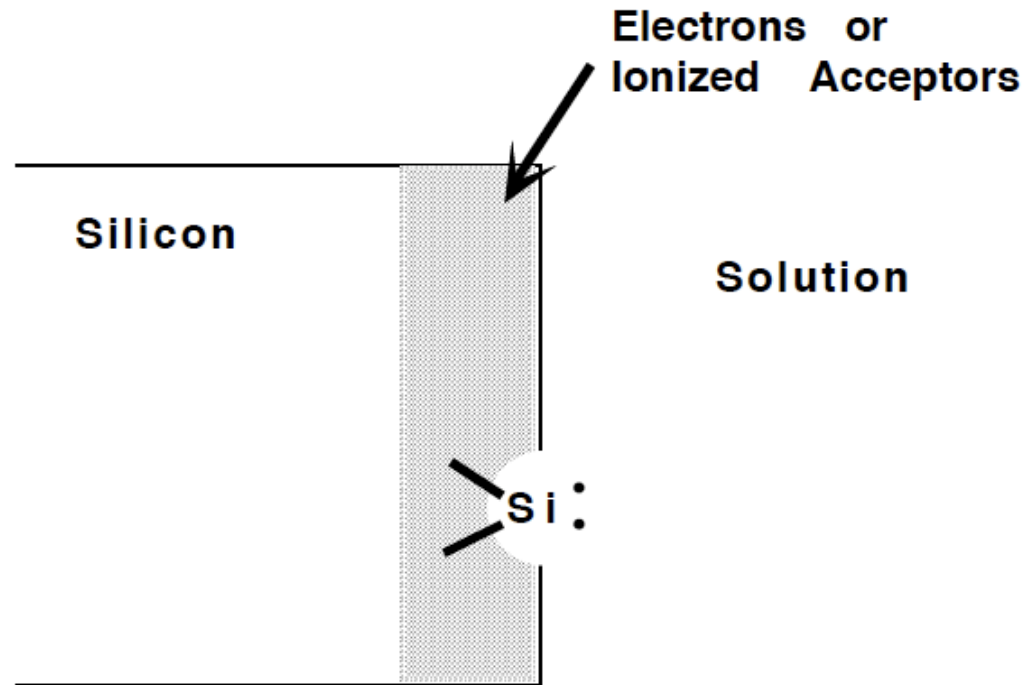 Electrons or
Ionized Acceptors
Silicon
Solution
Si :